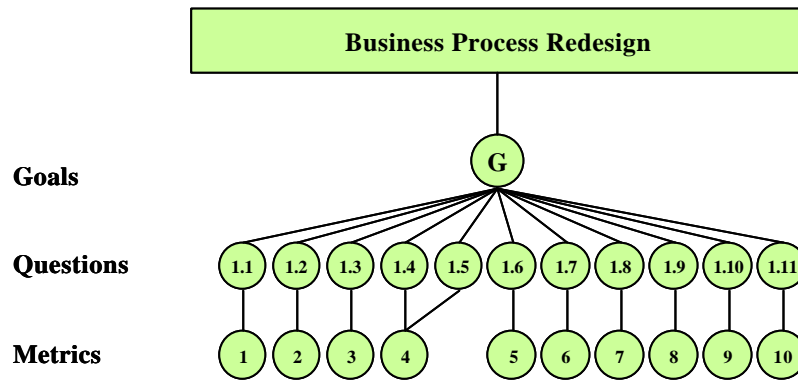 Business Process Redesign
G
Goals
Questions 1.1 1.2 1.3 1.4 1.5 1.6 1.7 1.8 1.9 1.10 1.11
Metrics 1 2 3 4 5 6 7 8 9 10